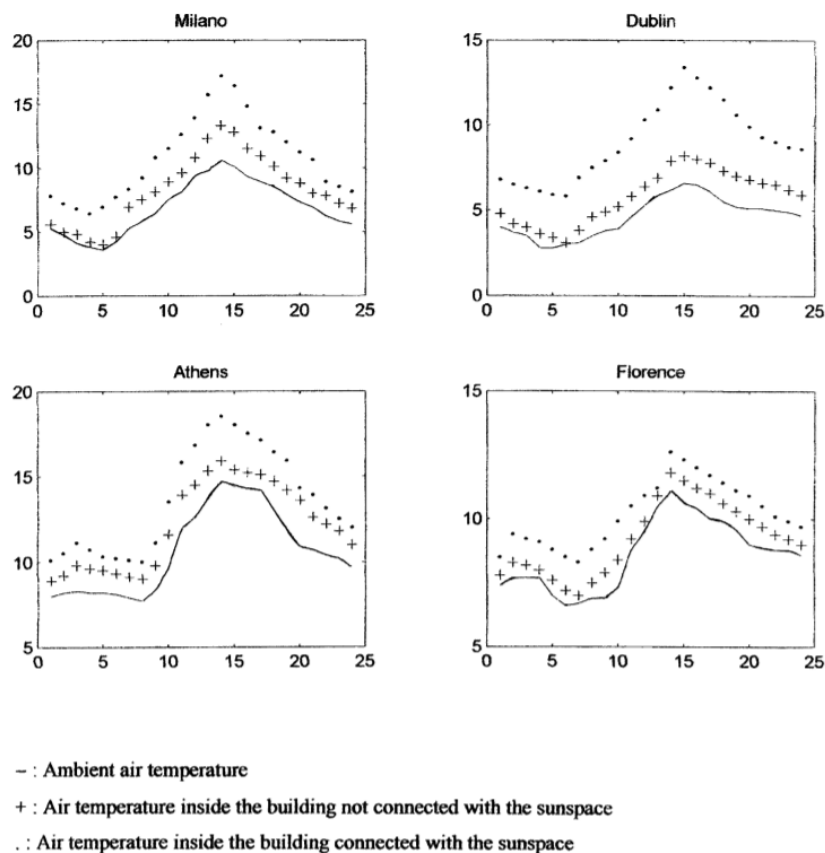 Milano
Dublin
20
15
10
5
0
0 5 10 15 20 25
15
10
5
0
0 5 10 15 20 25
Athens
Florence
20
15
10
5
0 5 10 15 20 25
15
10
5
0 5 10 15 20 25
– : Ambient air temperature
+ : Air temperature inside the building not connected with the sunspace
. : Air temperature inside the building connected with the sunspace